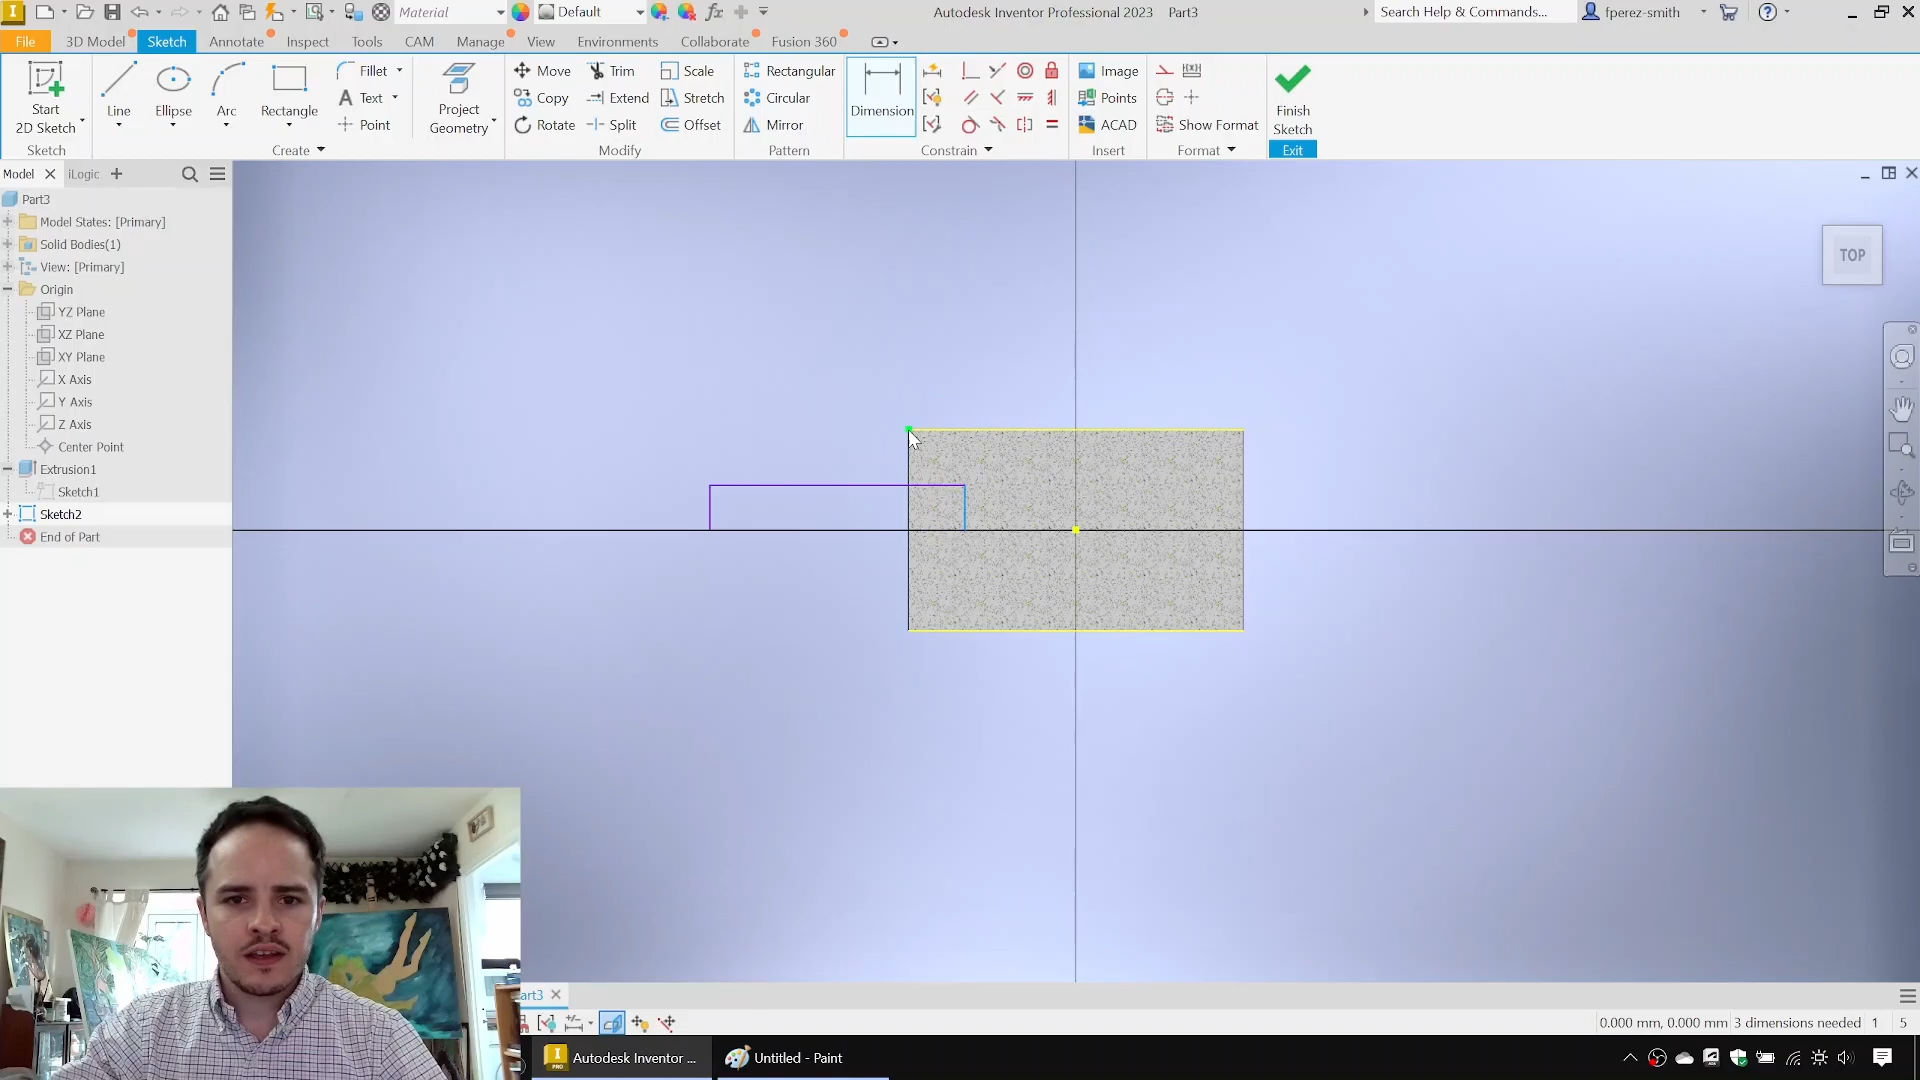 Material
Default
Autodesk Inventor Professional 2023 Part3
Search Help & Commands...
fperez-smith
File 3D Model Sketch Annotate Inspect Tools CAM Manage View Environments Collaborate Fusion 360
Start
2D Sketch
Sketch
Line
Ellipse
Arc
Rectangle
Fillet
Text
Point
Create
Project
Geometry
Move
Copy
Rotate
Trim
Extend
Split
Scale
Stretch
Offset
Modify
Rectangular
Circular
Mirror
Pattern
Dimension
Constrain
Image
Points
ACAD
Insert
Show Format
Format
Finish
Sketch
Exit
Model iLogic
Part3
Model States: [Primary]
Solid Bodies(1)
View: [Primary]
Origin
YZ Plane
XZ Plane
XY Plane
X Axis
Y Axis
Z Axis
Center Point
Extrusion1
Sketch1
Sketch2
End of Part
TOP
art3
0.000 mm, 0.000 mm 3 dimensions needed 1 5
Autodesk Inventor ...
Untitled - Paint